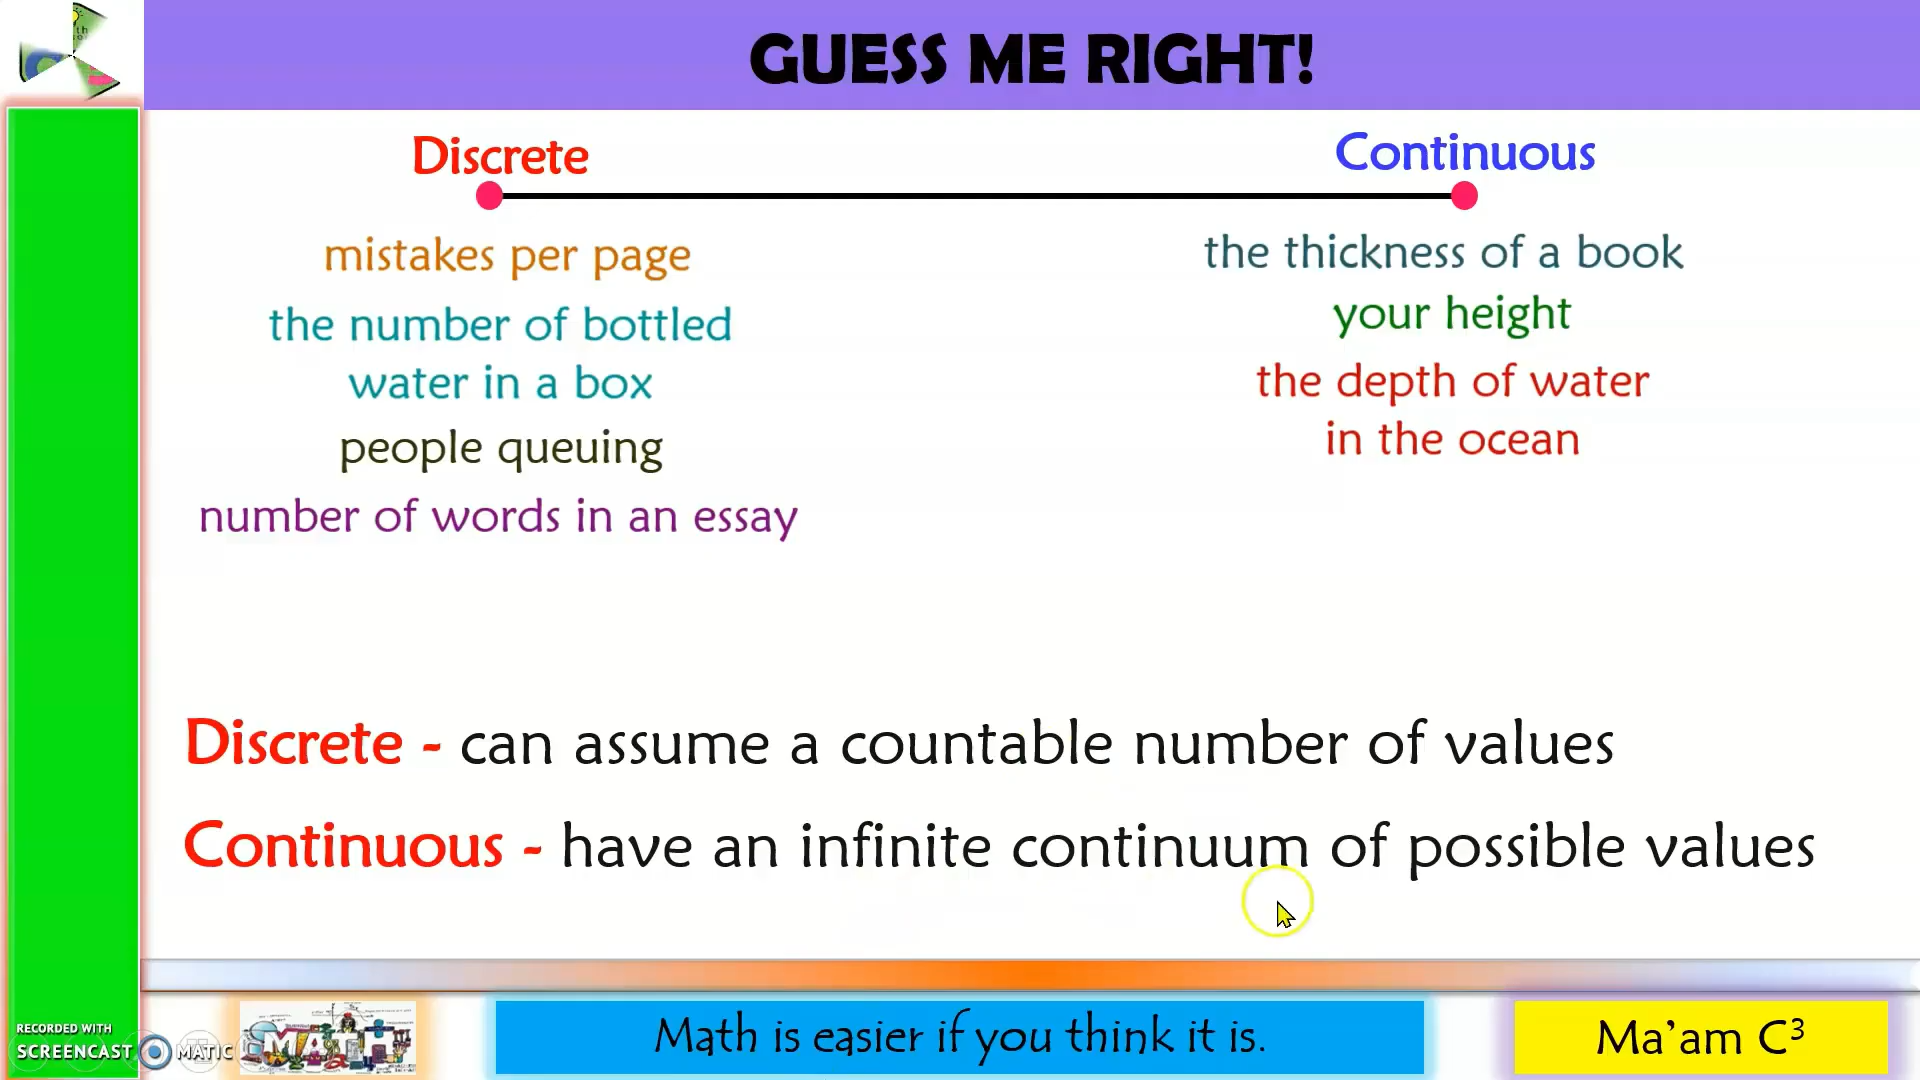 GUESS ME RIGHT!
Discrete
Continuous
mistakes per page
the number of bottled
water in a box
people queuing
number of words in an essay
the thickness of a book
your height
the depth of water
in the ocean
Discrete - can assume a countable number of values
Continuous - have an infinite continuum of possible values
RECORDED WITH
SCREENCAST MATIC
MATH
Math is easier if you think it is.
Ma'am C³